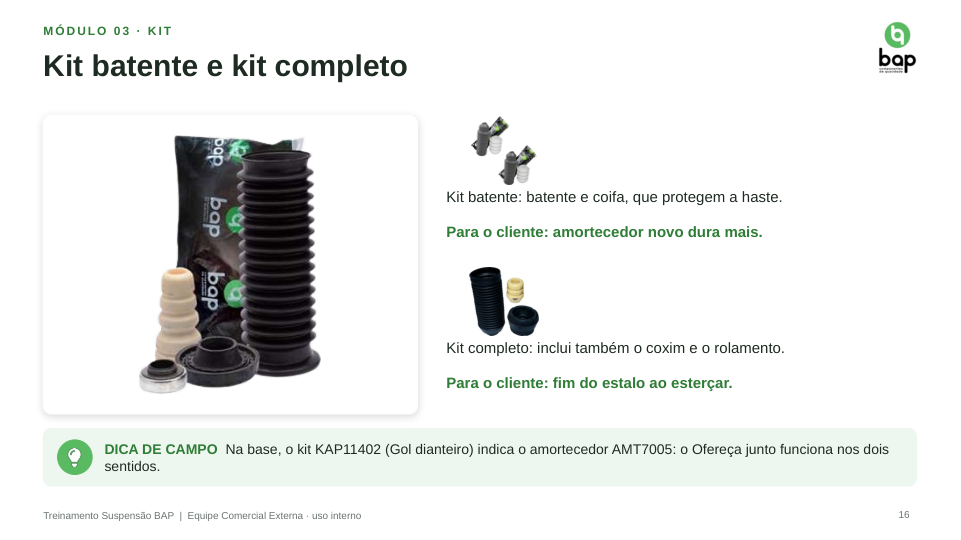 MÓDULO 03 · KIT
Kit batente e kit completo
bap
bap
bap
bap
Kit batente: batente e coifa, que protegem a haste.
Para o cliente: amortecedor novo dura mais.
Kit completo: inclui também o coxim e o rolamento.
Para o cliente: fim do estalo ao esterçar.
DICA DE CAMPO Na base, o kit KAP11402 (Gol dianteiro) indica o amortecedor AMT7005: o Ofereça junto funciona nos dois
sentidos.
Treinamento Suspensão BAP | Equipe Comercial Externa · uso interno
16